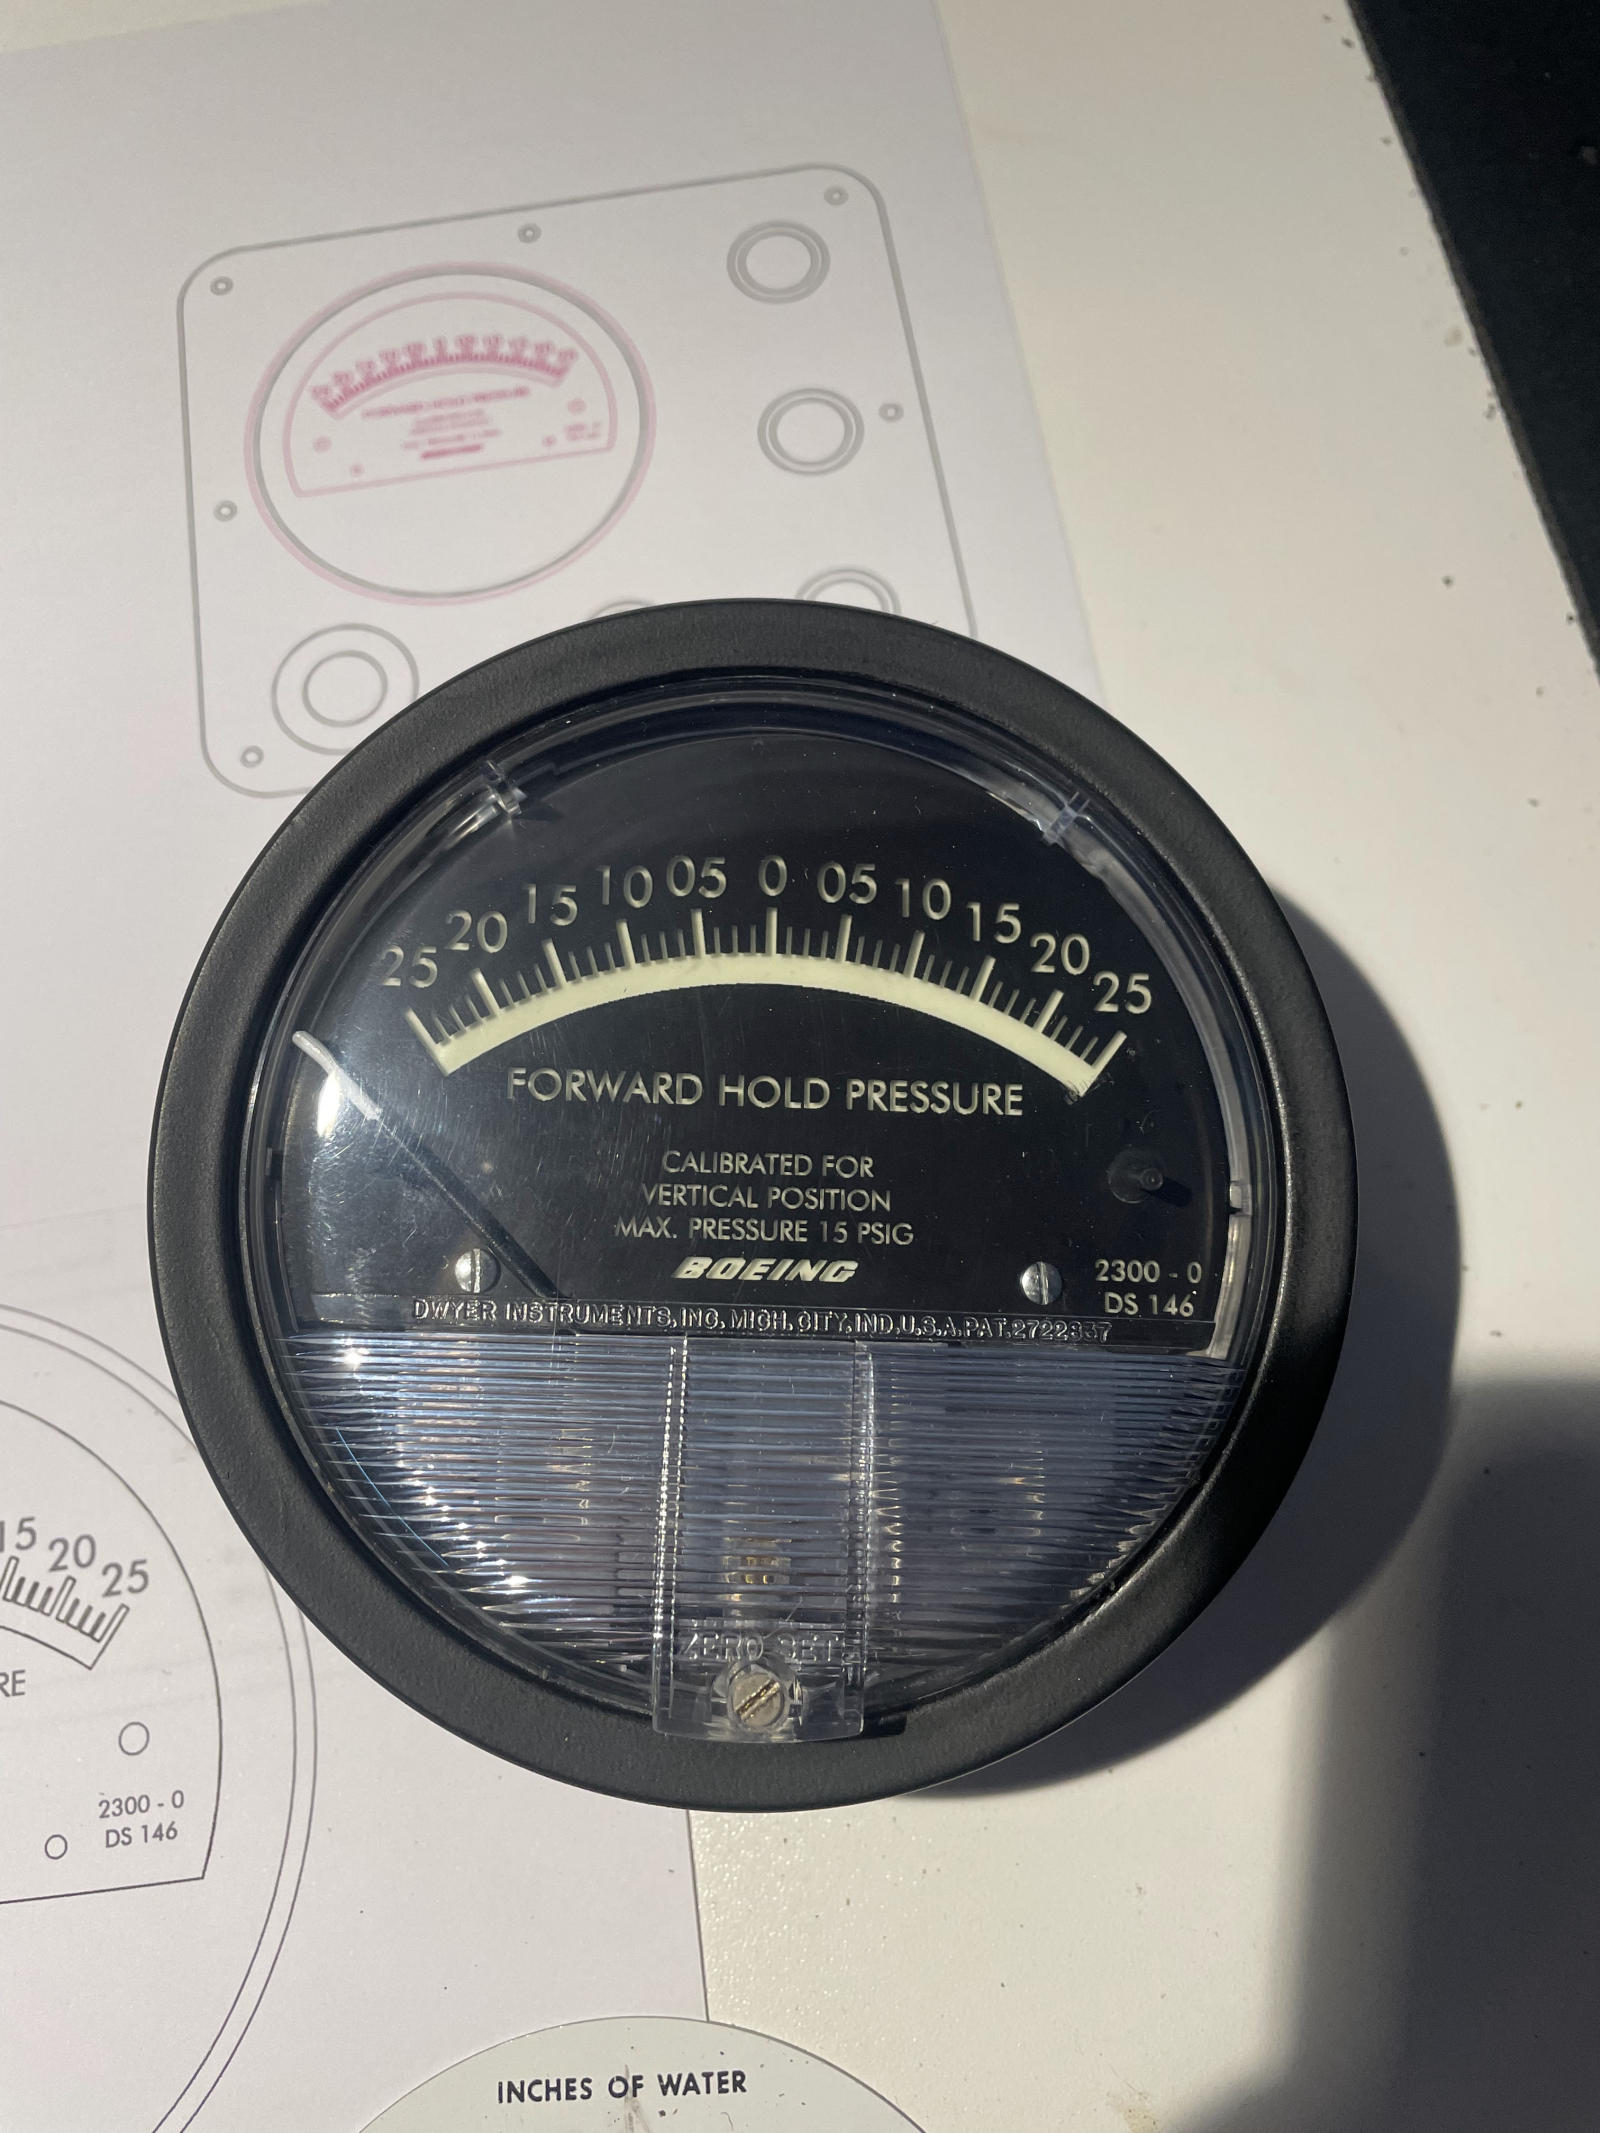 25 20 15 10 05 0 05 10 15 20 25
FORWARD HOLD PRESSURE
CALIBRATED FOR
VERTICAL POSITION
MAX. PRESSURE 15 PSIG
BOEING
2300 - 0
DS 146
DWYER INSTRUMENTS, INC. MICH. CITY, IND, U.S.A. PAT. 2722837
ZERO SET
15 20 25
RE
2300 - 0
DS 146
INCHES OF WATER